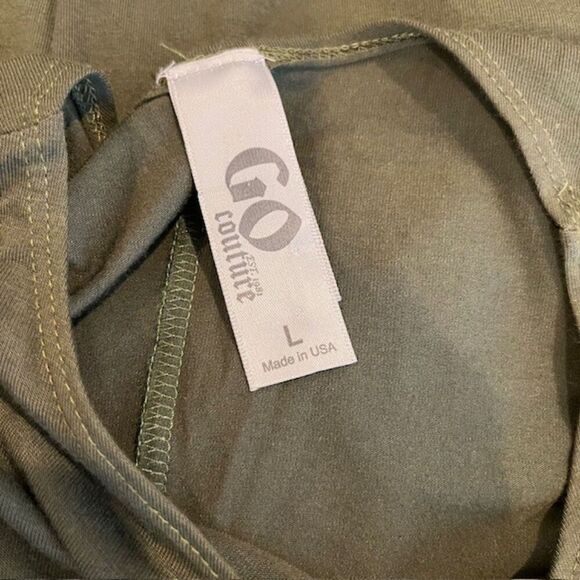 GO
couture
EST. 1981
L
Made in USA